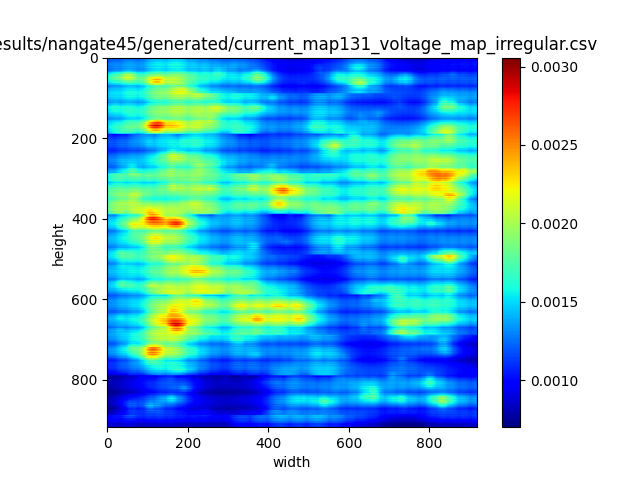 esults/nangate45/generated/current_map131_voltage_map_irregular.csv
0
200
400
600
800
height
0 200 400 600 800
width
0.0030
0.0025
0.0020
0.0015
0.0010